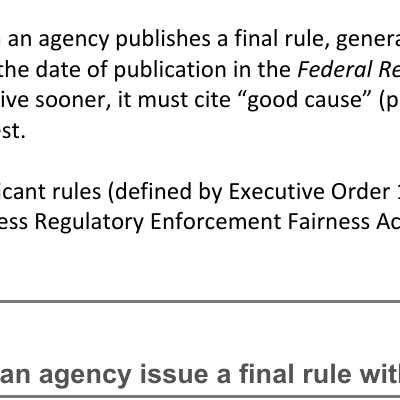 an agency publishes a final rule, genera
the date of publication in the Federal Re
ive sooner, it must cite “good cause” (p
est.
icant rules (defined by Executive Order 1
ess Regulatory Enforcement Fairness Ac
an agency issue a final rule wit